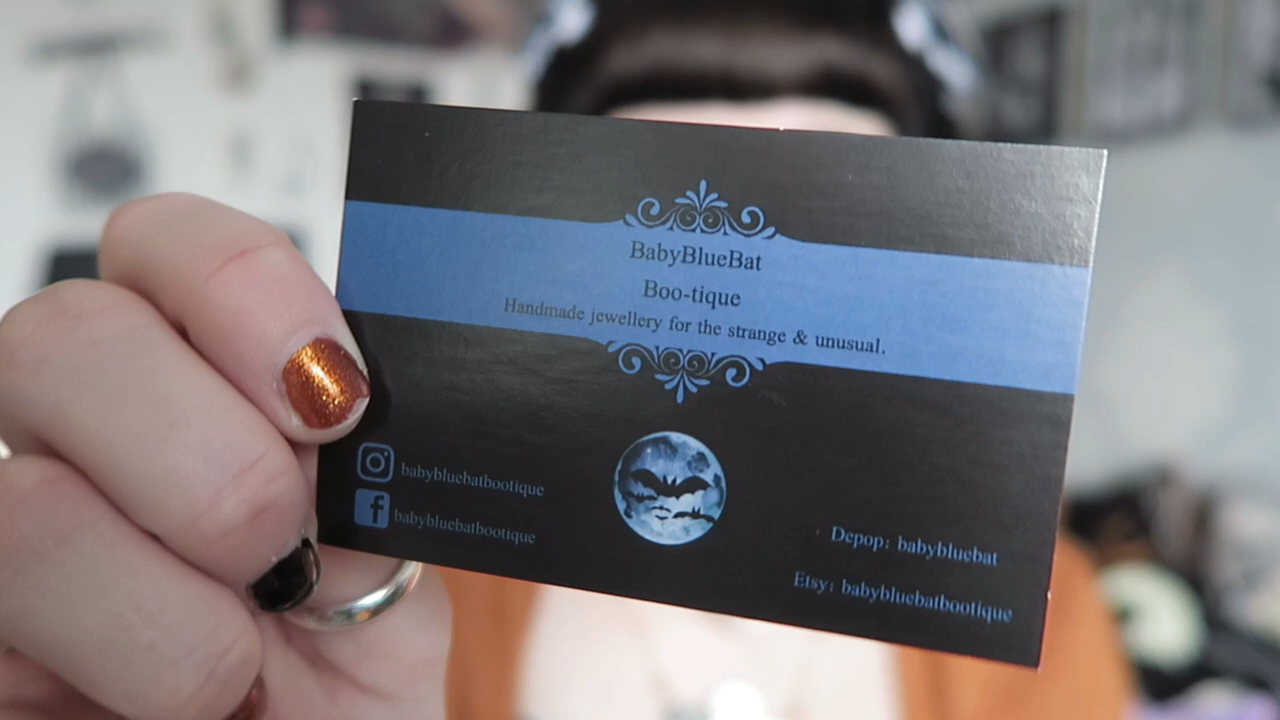 BabyBlueBat
Boo-tique
Handmade jewellery for the strange & unusual.
babybluebatbootique
babybluebatbootique
Depop: babybluebat
Etsy: babybluebatbootique